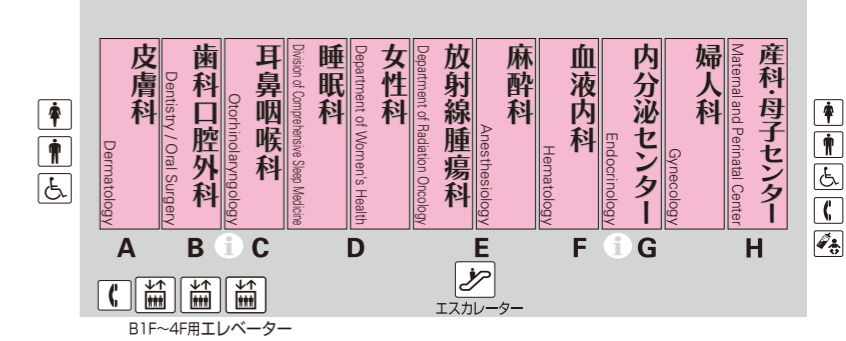 皮膚科
Dermatology
歯科口腔外科
Dentistry / Oral Surgery
耳鼻咽喉科
Otorhinolaryngology
睡眠科
Division of Comprehensive Sleep Medicine
女性科
Department of Women's Health
放射線腫瘍科
Department of Radiation Oncology
麻酔科
Anesthesiology
血液内科
Hematology
内分泌センター
Endocrinology
婦人科
Gynecology
産科・母子センター
Maternal and Perinatal Center
A B i C D E F i G H
エスカレーター
B1F~4F用エレベーター